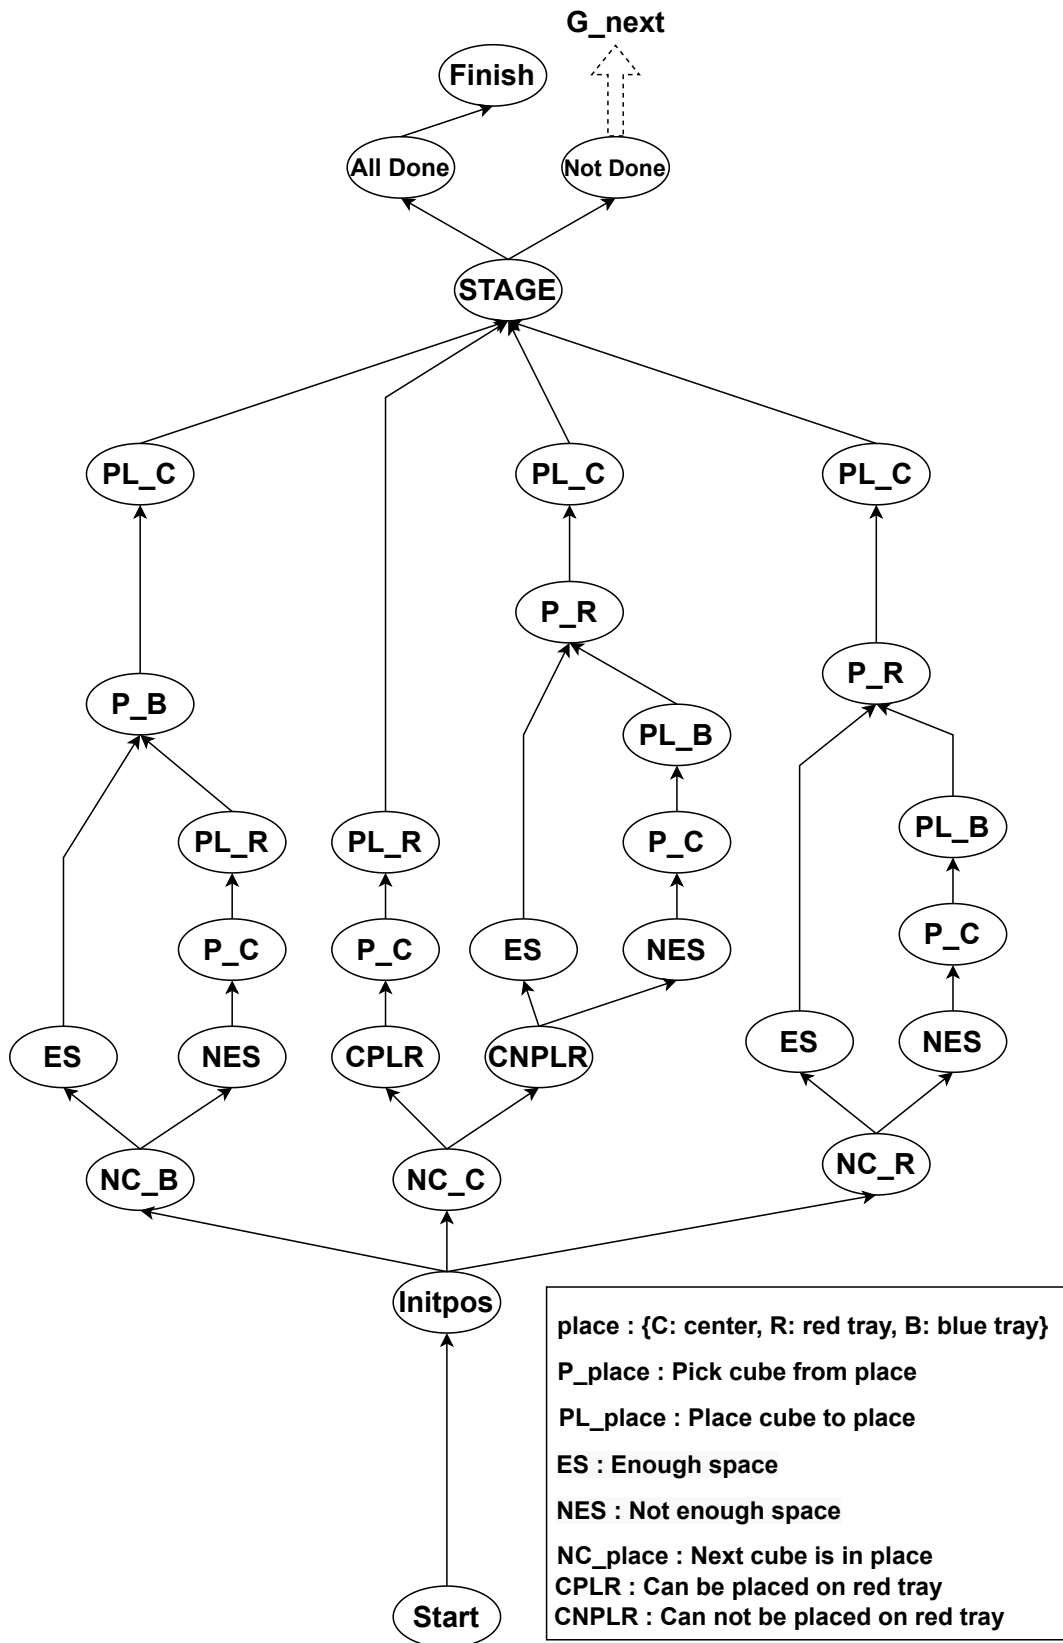 G_next
Finish
All Done
Not Done
STAGE
PL_C
PL_C
PL_C
P_R
P_R
P_B
PL_B
PL_R
PL_R
P_C
PL_B
P_C
P_C
ES
NES
P_C
ES
NES
CPLR
CNPLR
ES
NES
NC_B
NC_C
NC_R
Initpos
Start
place : {C: center, R: red tray, B: blue tray}
P_place : Pick cube from place
PL_place : Place cube to place
ES : Enough space
NES : Not enough space
NC_place : Next cube is in place
CPLR : Can be placed on red tray
CNPLR : Can not be placed on red tray